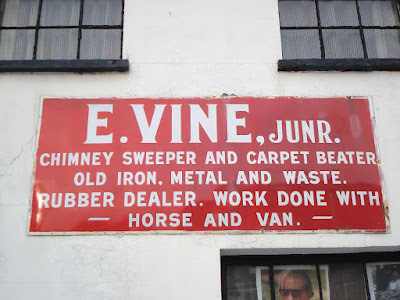 E. VINE, JUNR.
CHIMNEY SWEEPER AND CARPET BEATER
OLD IRON, METAL AND WASTE.
RUBBER DEALER. WORK DONE WITH
— HORSE AND VAN. —